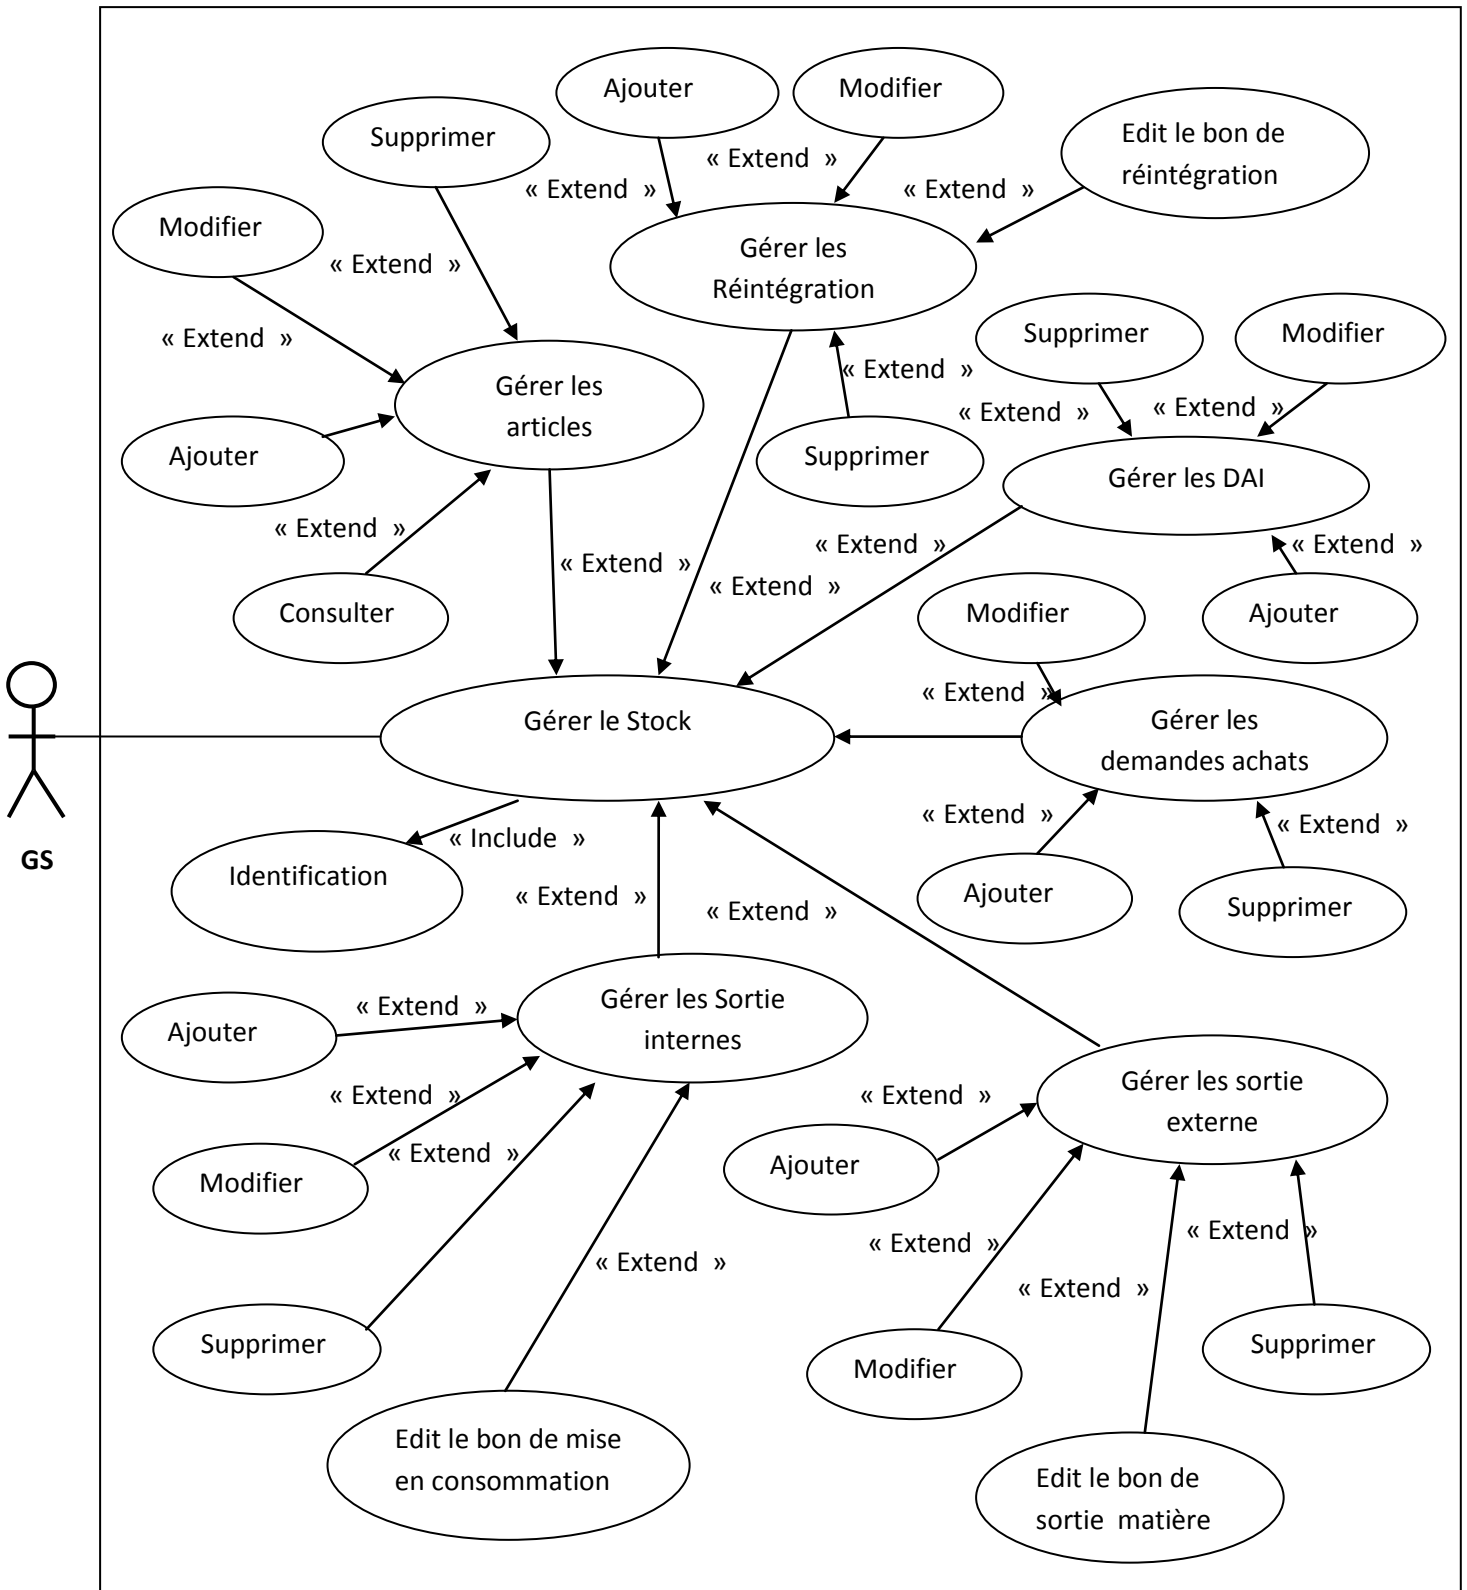 Ajouter
Modifier
Supprimer
Edit le bon de
réintégration
« Extend »
« Extend »
« Extend »
Modifier
Gérer les
Réintégration
« Extend »
« Extend »
Supprimer
Modifier
« Extend »
Gérer les
articles
« Extend »
« Extend »
Ajouter
Supprimer
Gérer les DAI
« Extend »
« Extend »
« Extend »
« Extend »
« Extend »
Consulter
Modifier
Ajouter
« Extend »
Gérer le Stock
Gérer les
demandes achats
« Extend »
« Extend »
« Include »
GS
Identification
« Extend »
« Extend »
Ajouter
Supprimer
Gérer les Sortie
internes
« Extend »
Ajouter
Gérer les sortie
externe
« Extend »
« Extend »
« Extend »
Ajouter
Modifier
« Extend »
« Extend »
« Extend »
« Extend »
Supprimer
Supprimer
Modifier
Edit le bon de mise
en consommation
Edit le bon de
sortie matière